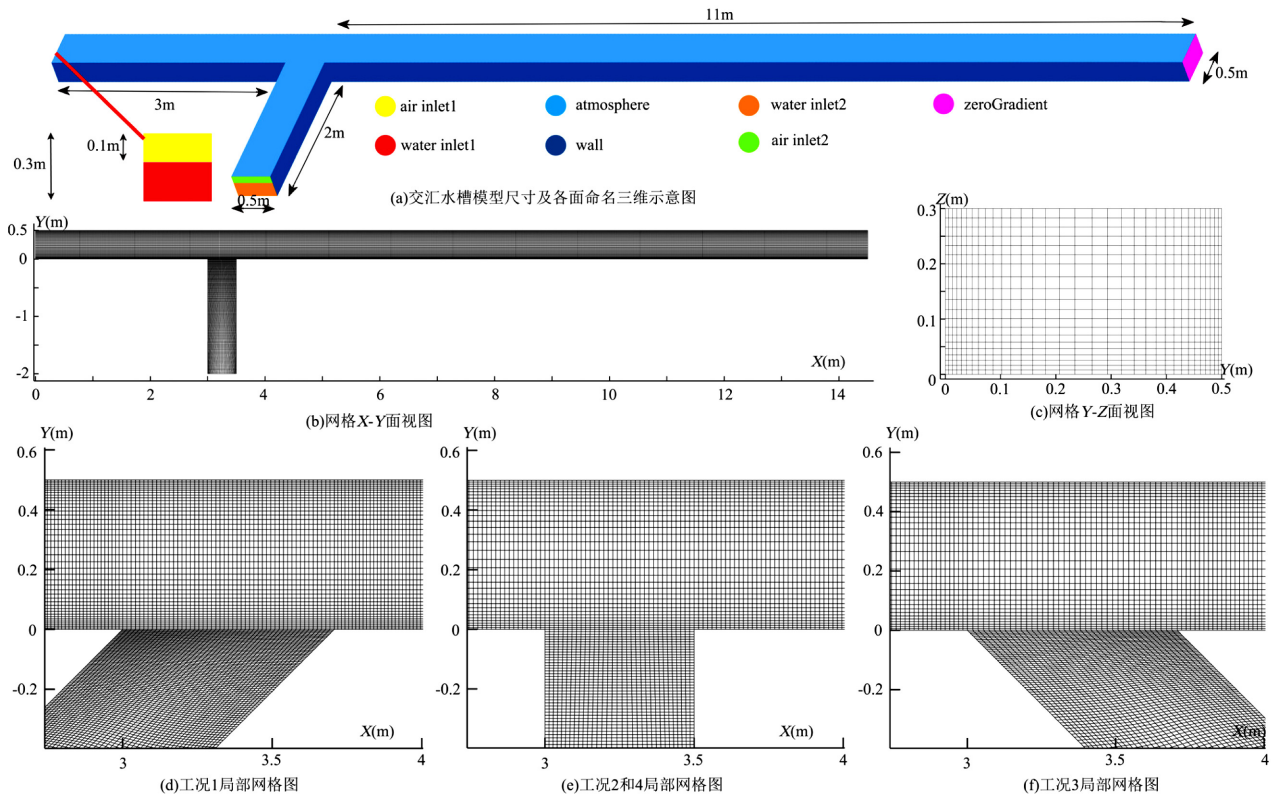 11m
0.5m
3m
2m
0.1m
0.3m
0.5m
air inlet1
atmosphere
water inlet2
zeroGradient
water inlet1
wall
air inlet2
(a)交汇水槽模型尺寸及各面命名三维示意图
Y(m)
0.5
0
-1
-2
0 2 4 6 8 10 12 14
X(m)
(b)网格X-Y面视图
Z(m)
0.3
0.2
0.1
0
0 0.1 0.2 0.3 0.4 0.5
Y(m)
(c)网格Y-Z面视图
Y(m)
0.6
0.4
0.2
0
-0.2
X(m)
3 3.5 4
(d)工况1局部网格图
Y(m)
0.6
0.4
0.2
0
-0.2
X(m)
3 3.5 4
(e)工况2和4局部网格图
Y(m)
0.6
0.4
0.2
0
-0.2
X(m)
3 3.5 4
(f)工况3局部网格图